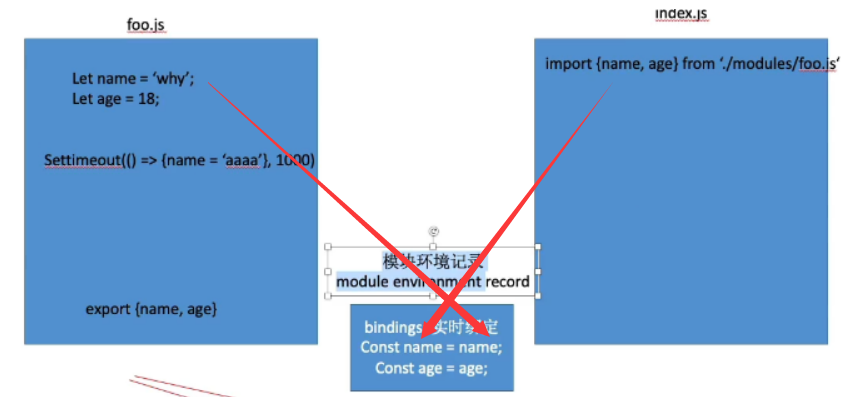 foo.js
Let name = ‘why’;
Let age = 18;
Settimeout(() => {name = ‘aaaa’}, 1000)
export {name, age}
index.js
import {name, age} from ‘./modules/foo.js‘
模块环境记录
module environment record
bindings 实时绑定
Const name = name;
Const age = age;